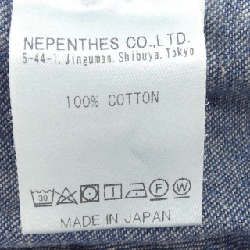 NEPENTHES CO.,LTD.
5-44-1, Jingumae, Shibuya, Tokyo
100% COTTON
30 F W
MADE IN JAPAN